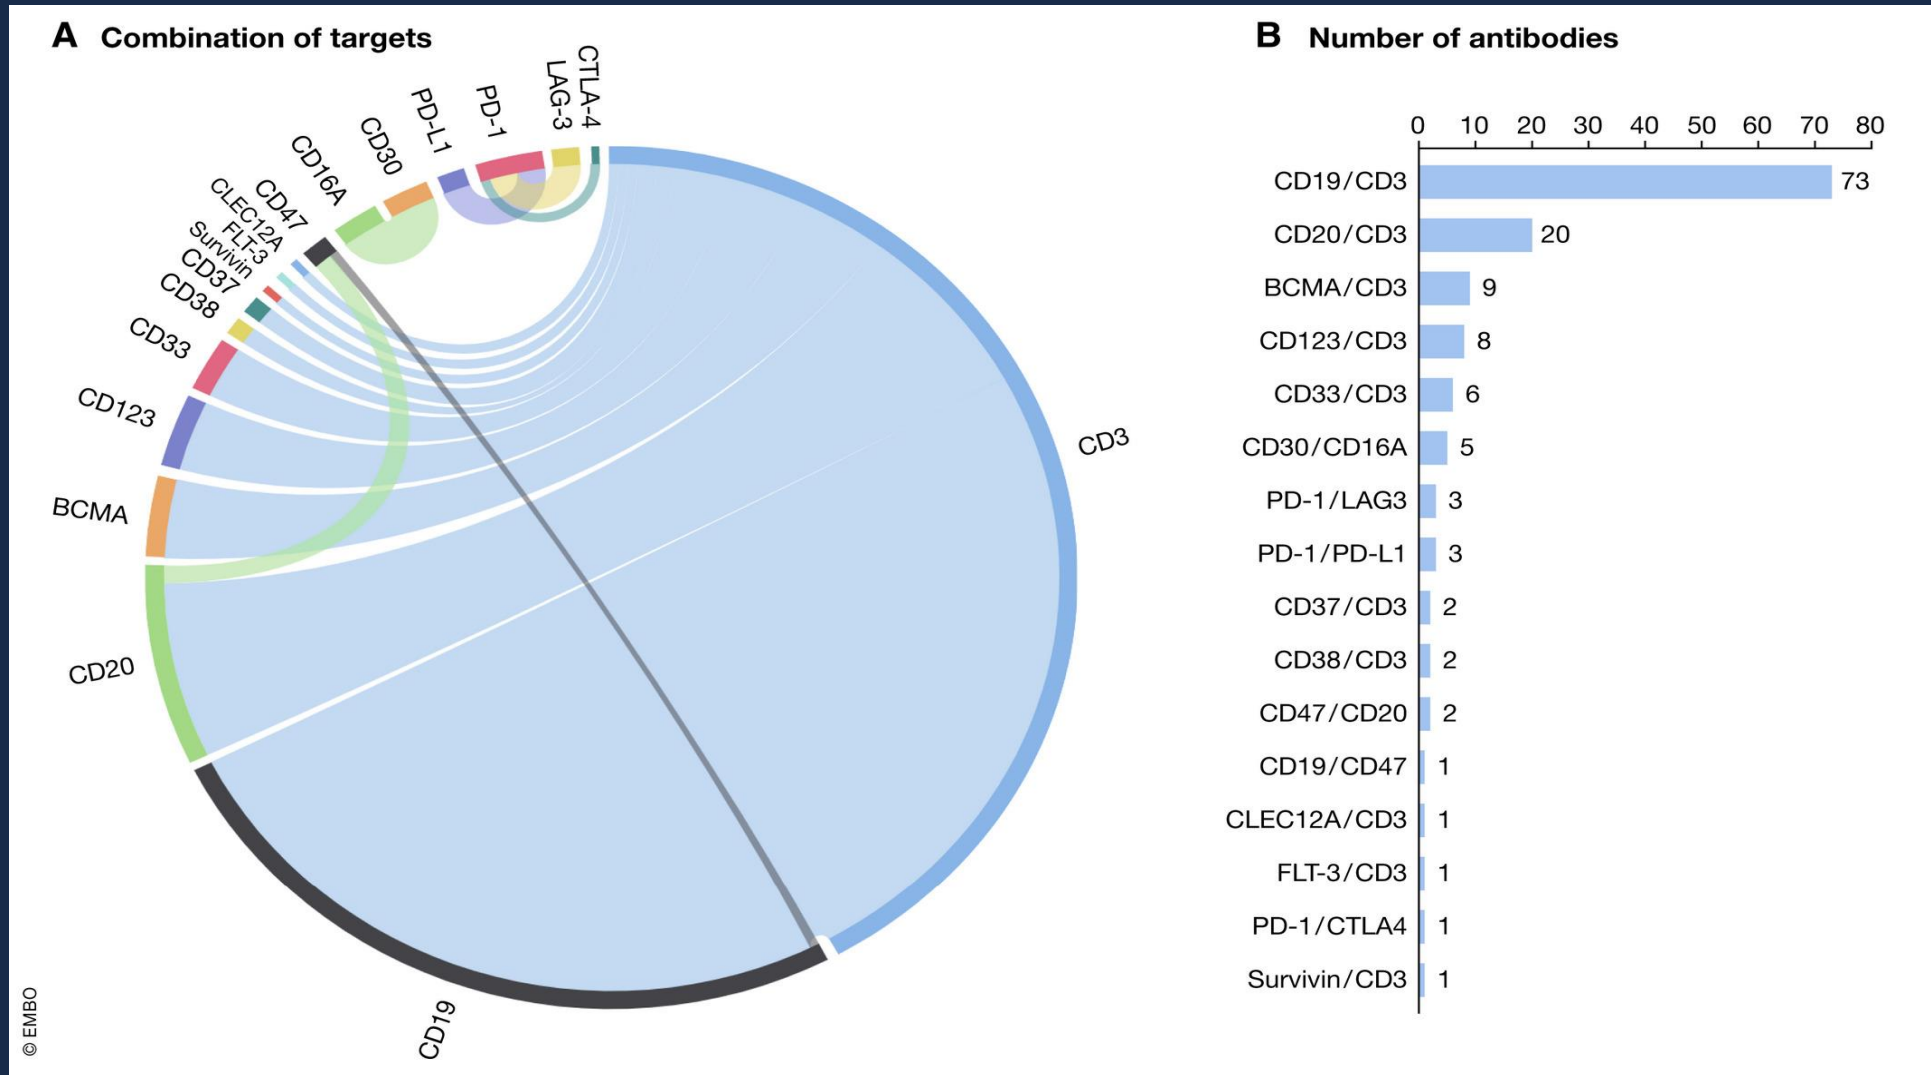 A Combination of targets
CTLA-4
LAG-3
PD-1
PD-L1
CD30
CD16A
CD47
CLEC12A
FLT-3
Survivin
CD37
CD38
CD33
CD123
BCMA
CD20
CD19
CD3
© EMBO
B Number of antibodies
0 10 20 30 40 50 60 70 80
CD19/CD3 73
CD20/CD3 20
BCMA/CD3 9
CD123/CD3 8
CD33/CD3 6
CD30/CD16A 5
PD-1/LAG3 3
PD-1/PD-L1 3
CD37/CD3 2
CD38/CD3 2
CD47/CD20 2
CD19/CD47 1
CLEC12A/CD3 1
FLT-3/CD3 1
PD-1/CTLA4 1
Survivin/CD3 1